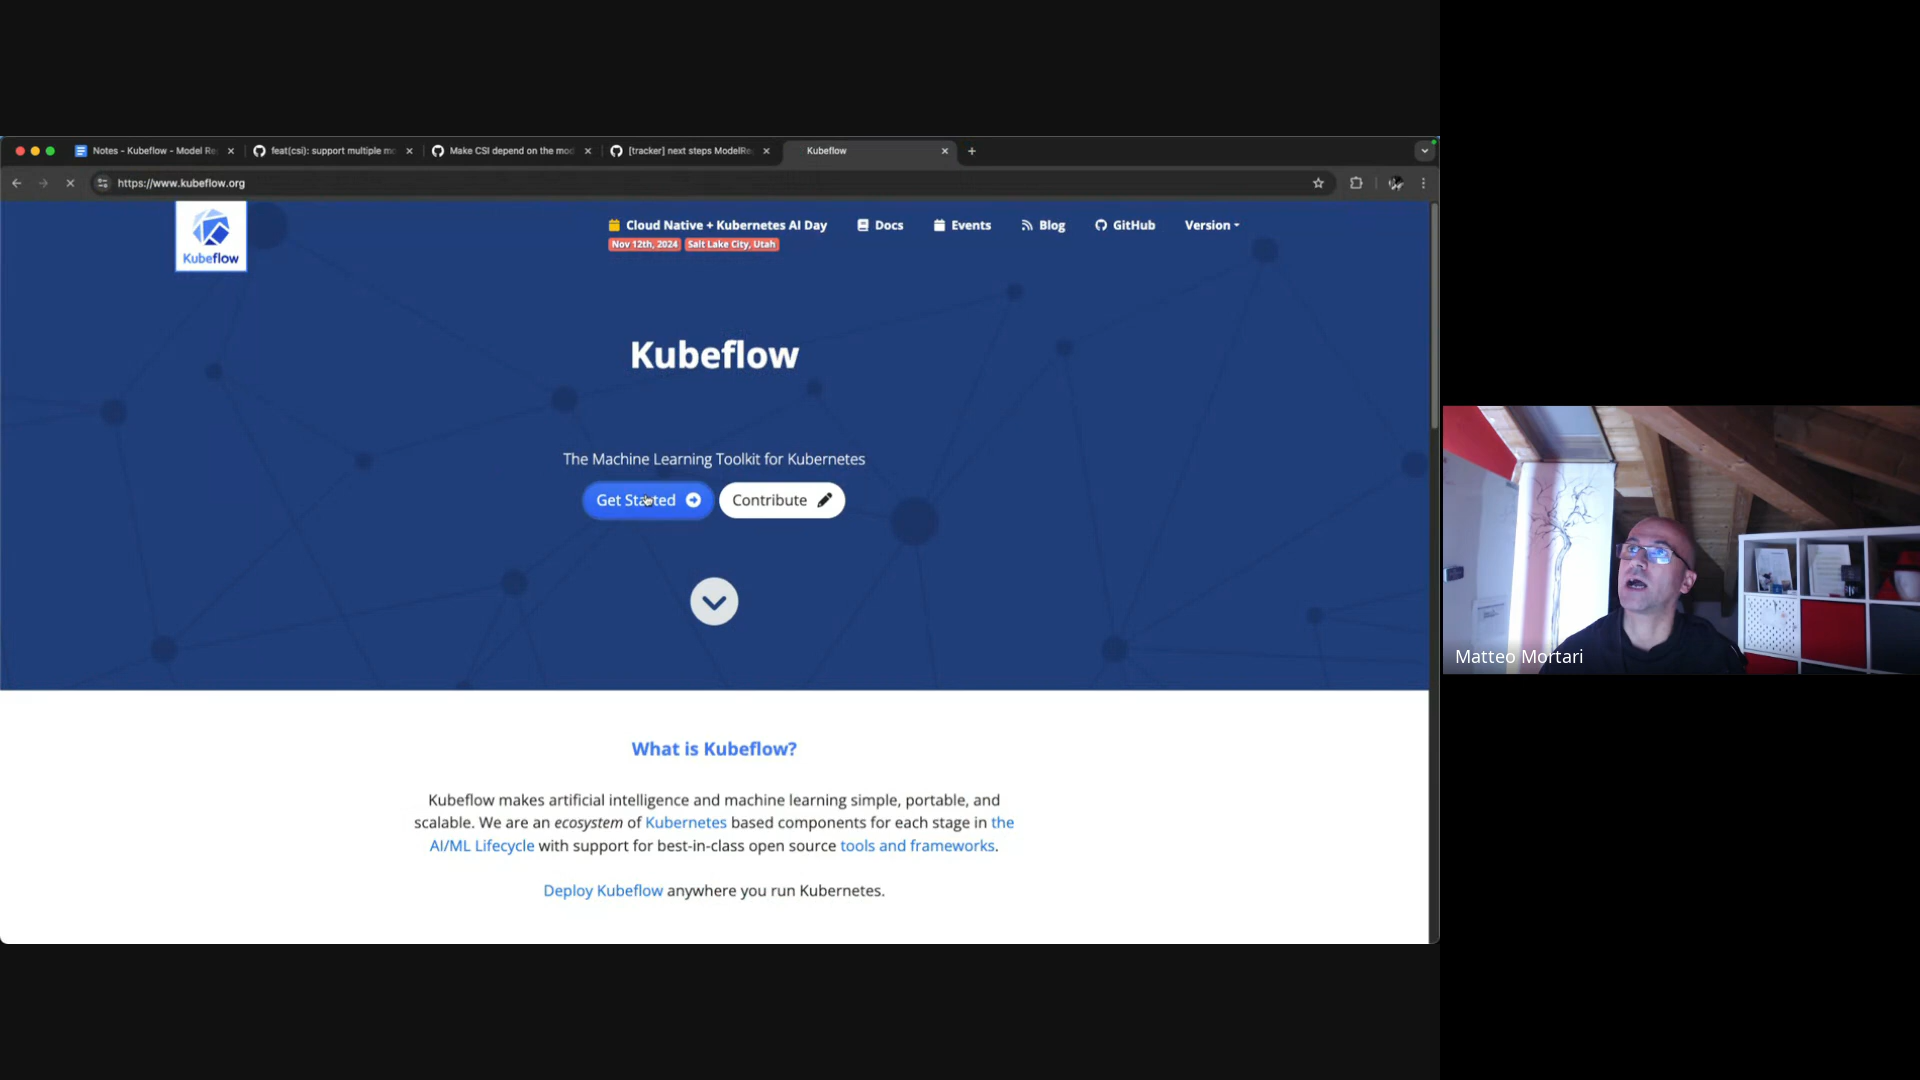 Notes - Kubeflow - Model Re
feat(csi): support multiple mo
Make CSI depend on the mod
[tracker] next steps ModelRe
Kubeflow
https://www.kubeflow.org
Kubeflow
Cloud Native + Kubernetes AI Day
Nov 12th, 2024
Salt Lake City, Utah
Docs
Events
Blog
GitHub
Version
Kubeflow
The Machine Learning Toolkit for Kubernetes
Get Started
Contribute
What is Kubeflow?
Kubeflow makes artificial intelligence and machine learning simple, portable, and
scalable. We are an ecosystem of Kubernetes based components for each stage in the
AI/ML Lifecycle with support for best-in-class open source tools and frameworks.
Deploy Kubeflow anywhere you run Kubernetes.
Matteo Mortari